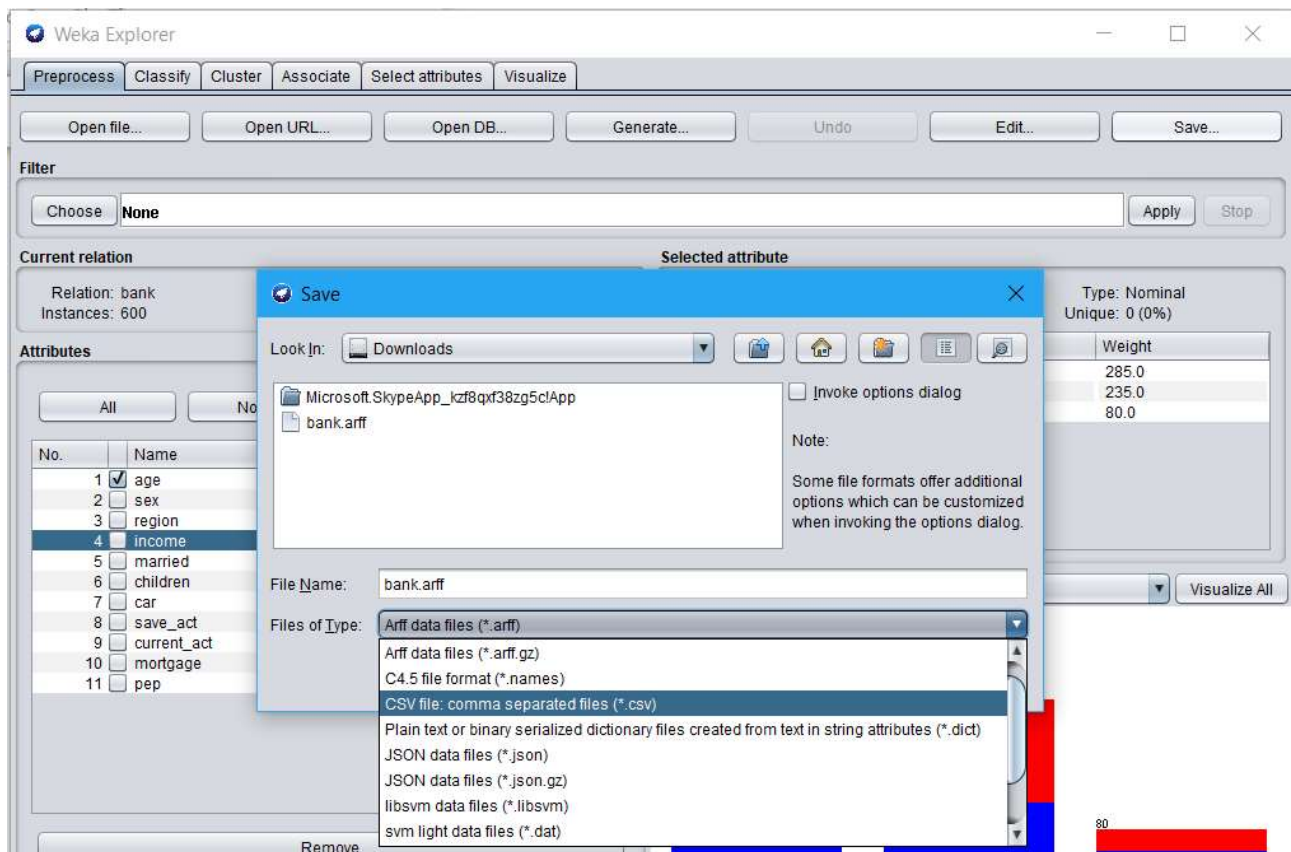 Weka Explorer
Preprocess Classify Cluster Associate Select attributes Visualize
Open file... Open URL... Open DB... Generate... Undo Edit... Save...
Filter
Choose None Apply Stop
Current relation Selected attribute
Relation: bank
Instances: 600
Type: Nominal
Unique: 0 (0%)
Attributes
All No
No. Name
1 age
2 sex
3 region
4 income
5 married
6 children
7 car
8 save_act
9 current_act
10 mortgage
11 pep
Remove
Save
Look In: Downloads
Microsoft.SkypeApp_kzf8qxf38zg5c!App
bank.arff
Invoke options dialog
Note:
Some file formats offer additional
options which can be customized
when invoking the options dialog.
File Name: bank.arff
Files of Type: Arff data files (*.arff)
Arff data files (*.arff.gz)
C4.5 file format (*.names)
CSV file: comma separated files (*.csv)
Plain text or binary serialized dictionary files created from text in string attributes (*.dict)
JSON data files (*.json)
JSON data files (*.json.gz)
libsvm data files (*.libsvm)
svm light data files (*.dat)
Weight
285.0
235.0
80.0
Visualize All
80